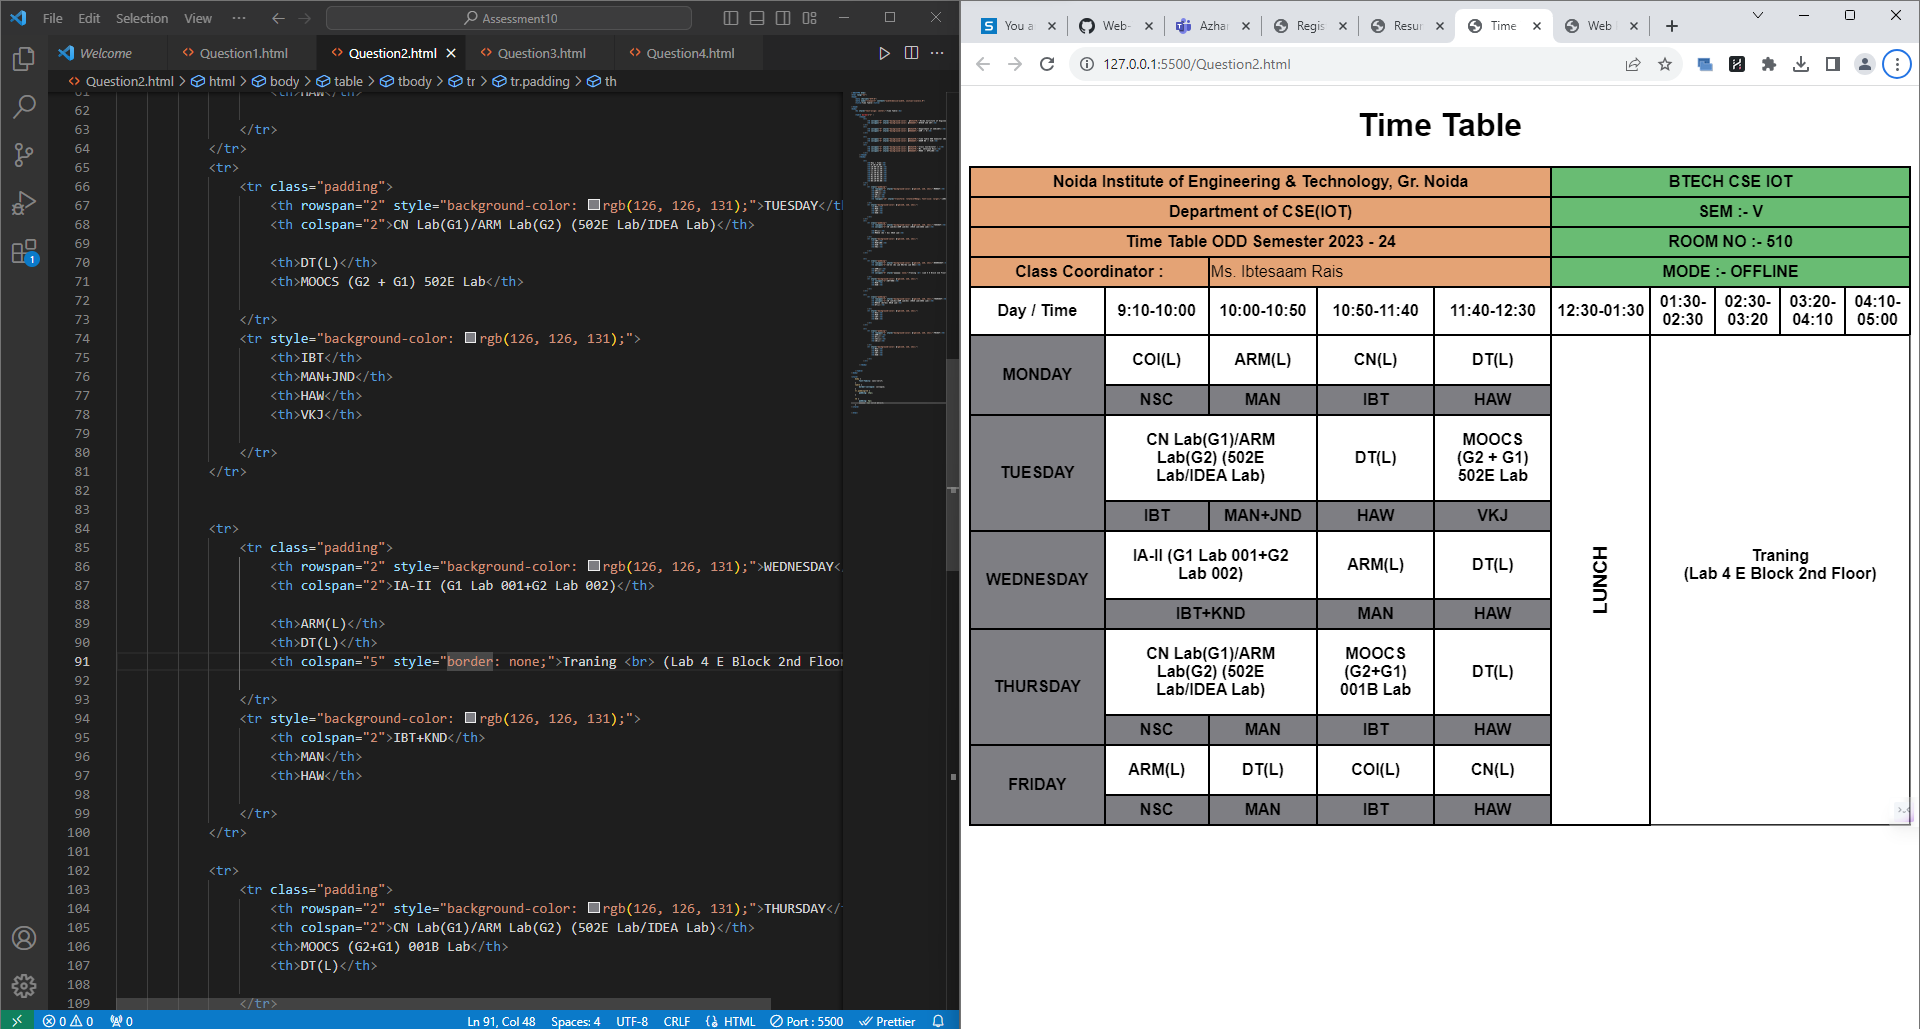 File Edit Selection View ··· Assessment10
Welcome Question1.html Question2.html Question3.html Question4.html
Question2.html > html > body > table > tbody > tr > tr.padding > th
61 <th>HAW</th>
62
63 </tr>
64 </tr>
65 <tr>
66 <tr class="padding">
67 <th rowspan="2" style="background-color: rgb(126, 126, 131);">TUESDAY</th
68 <th colspan="2">CN Lab(G1)/ARM Lab(G2) (502E Lab/IDEA Lab)</th>
69
70 <th>DT(L)</th>
71 <th>MOOCS (G2 + G1) 502E Lab</th>
72
73 </tr>
74 <tr style="background-color: rgb(126, 126, 131);">
75 <th>IBT</th>
76 <th>MAN+JND</th>
77 <th>HAW</th>
78 <th>VKJ</th>
79
80 </tr>
81 </tr>
82
83
84 <tr>
85 <tr class="padding">
86 <th rowspan="2" style="background-color: rgb(126, 126, 131);">WEDNESDAY<
87 <th colspan="2">IA-II (G1 Lab 001+G2 Lab 002)</th>
88
89 <th>ARM(L)</th>
90 <th>DT(L)</th>
91 <th colspan="5" style="border: none;">Traning <br> (Lab 4 E Block 2nd Floor
92
93 </tr>
94 <tr style="background-color: rgb(126, 126, 131);">
95 <th colspan="2">IBT+KND</th>
96 <th>MAN</th>
97 <th>HAW</th>
98
99 </tr>
100 </tr>
101
102 <tr>
103 <tr class="padding">
104 <th rowspan="2" style="background-color: rgb(126, 126, 131);">THURSDAY</
105 <th colspan="2">CN Lab(G1)/ARM Lab(G2) (502E Lab/IDEA Lab)</th>
106 <th>MOOCS (G2+G1) 001B Lab</th>
107 <th>DT(L)</th>
108
109 </tr>
1
0 0 0 Ln 91, Col 48 Spaces: 4 UTF-8 CRLF HTML Port : 5500 Prettier
S You a Web- Azhar Regis Resur Time Web
127.0.0.1:5500/Question2.html
Time Table
Noida Institute of Engineering & Technology, Gr. Noida BTECH CSE IOT
Department of CSE(IOT) SEM :- V
Time Table ODD Semester 2023 - 24 ROOM NO :- 510
Class Coordinator : Ms. Ibtesaam Rais MODE :- OFFLINE
Day / Time 9:10-10:00 10:00-10:50 10:50-11:40 11:40-12:30 12:30-01:30 01:30-02:30 02:30-03:20 03:20-04:10 04:10-05:00
MONDAY COI(L) ARM(L) CN(L) DT(L)
NSC MAN IBT HAW
TUESDAY CN Lab(G1)/ARM Lab(G2) (502E Lab/IDEA Lab) DT(L) MOOCS (G2 + G1) 502E Lab
IBT MAN+JND HAW VKJ
WEDNESDAY IA-II (G1 Lab 001+G2 Lab 002) ARM(L) DT(L)
IBT+KND MAN HAW
LUNCH
Traning
(Lab 4 E Block 2nd Floor)
THURSDAY CN Lab(G1)/ARM Lab(G2) (502E Lab/IDEA Lab) MOOCS (G2+G1) 001B Lab DT(L)
NSC MAN IBT HAW
FRIDAY ARM(L) DT(L) COI(L) CN(L)
NSC MAN IBT HAW